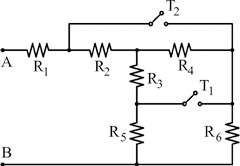 T₂
A
R₁ R₂ R₄
R₃
T₁
R₅ R₆
B